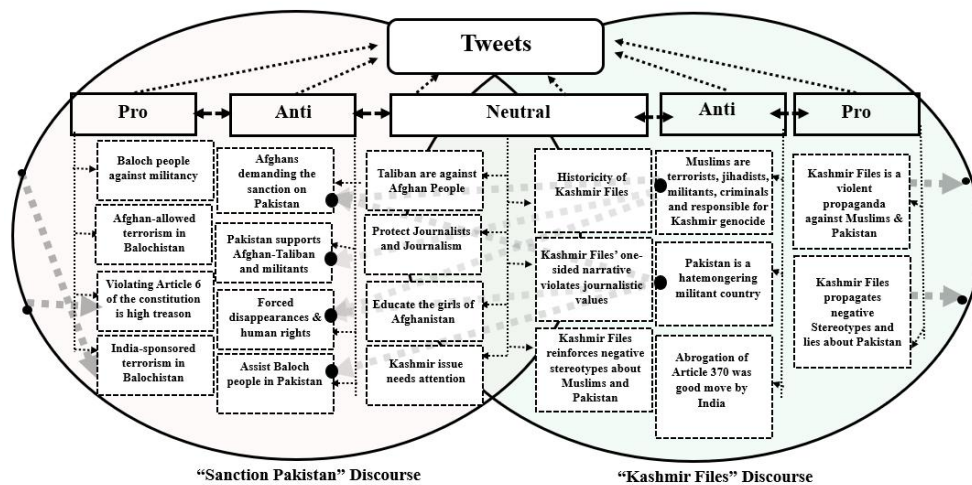 Tweets
Pro
Anti
Neutral
Anti
Pro
Baloch people
against militancy
Afghan-allowed
terrorism in
Balochistan
Violating Article 6
of the constitution
is high treason
India-sponsored
terrorism in
Balochistan
Afghans
demanding the
sanction on
Pakistan
Pakistan supports
Afghan-Taliban
and militants
Forced
disappearances &
human rights
Assist Baloch
people in Pakistan
Taliban are against
Afghan People
Protect Journalists
and Journalism
Educate the girls of
Afghanistan
Kashmir issue
needs attention
Historicity of
Kashmir Files
Kashmir Files’ one-
sided narrative
violates journalistic
values
Kashmir Files
reinforces negative
stereotypes about
Muslims and
Pakistan
Muslims are
terrorists, jihadists,
militants, criminals
and responsible for
Kashmir genocide
Pakistan is a
hatemongering
militant country
Abrogation of
Article 370 was
good move by
India
Kashmir Files is a
violent
propaganda
against Muslims &
Pakistan
Kashmir Files
propagates
negative
Stereotypes and
lies about Pakistan
“Sanction Pakistan” Discourse
“Kashmir Files” Discourse